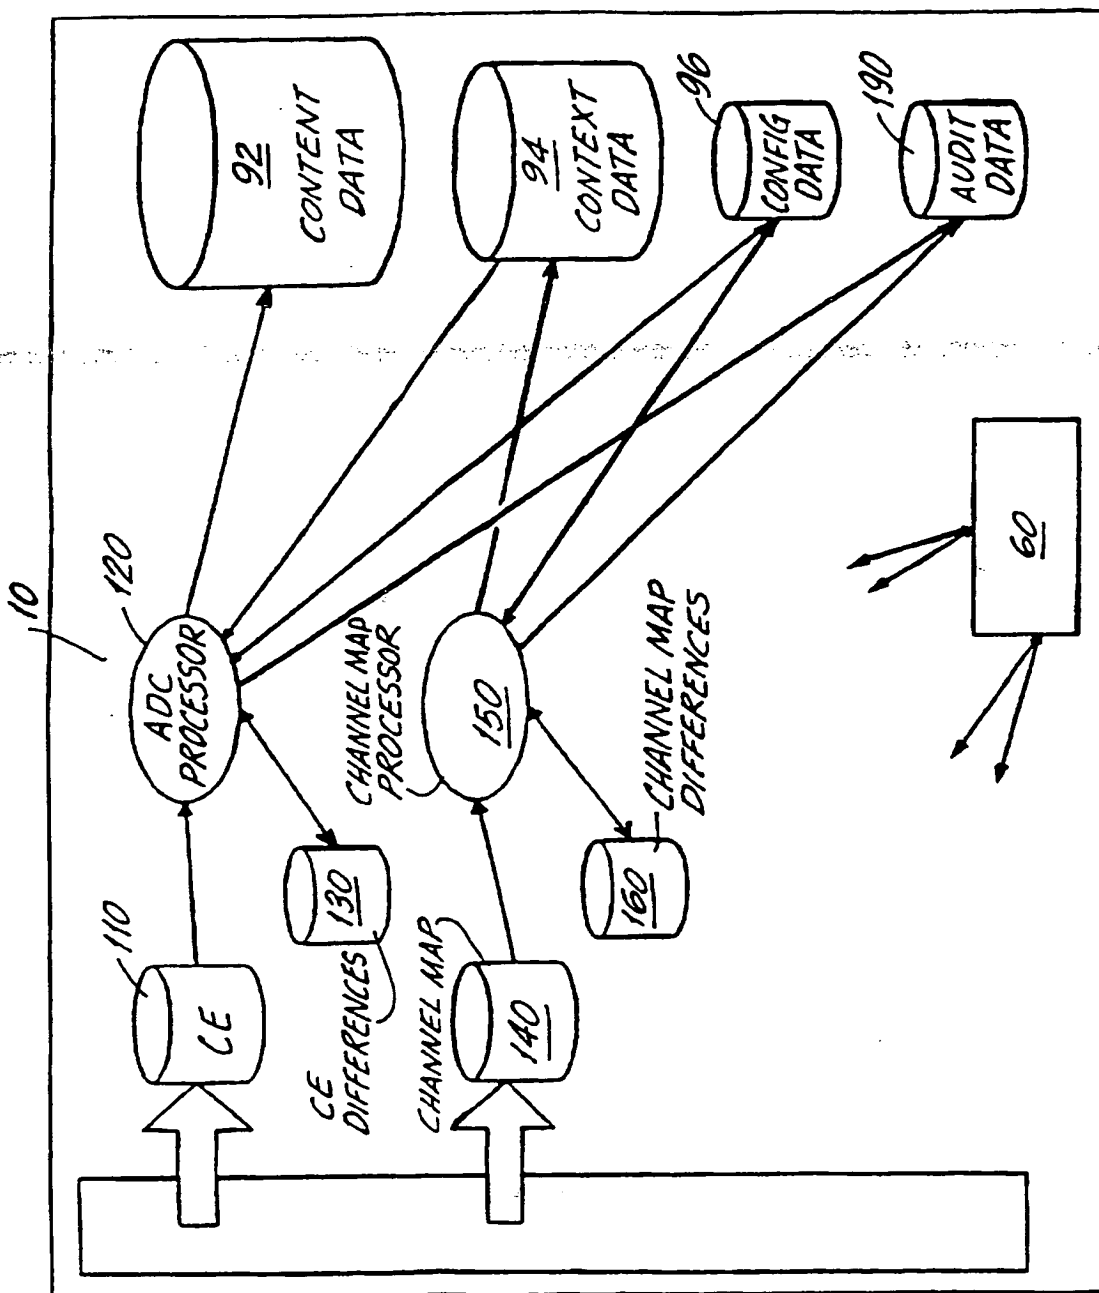 10
120
ADC
PROCESSOR
92
CONTENT
DATA
110
CE
130
CE
DIFFERENCES
CHANNEL MAP
PROCESSOR
150
94
CONTEXT
DATA
CHANNEL MAP
140
160
CHANNEL MAP
DIFFERENCES
96
CONFIG
DATA
190
AUDIT
DATA
60